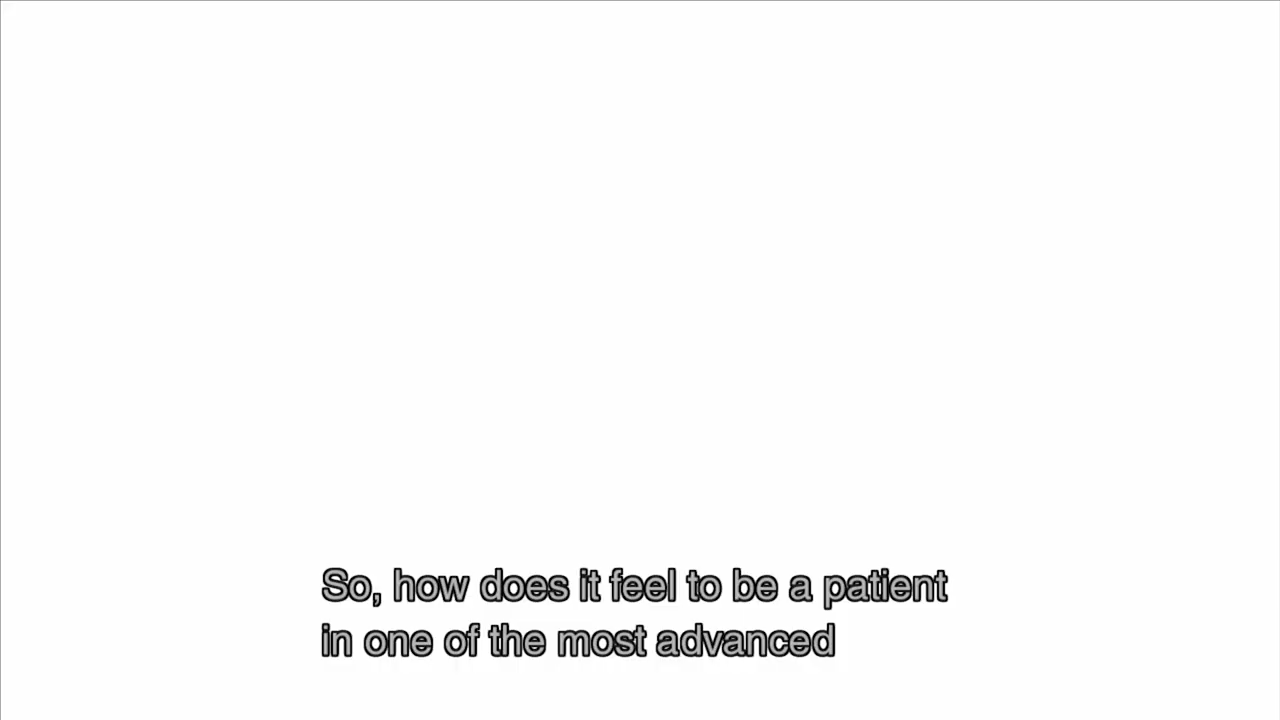 So, how does it feel to be a patient
in one of the most advanced